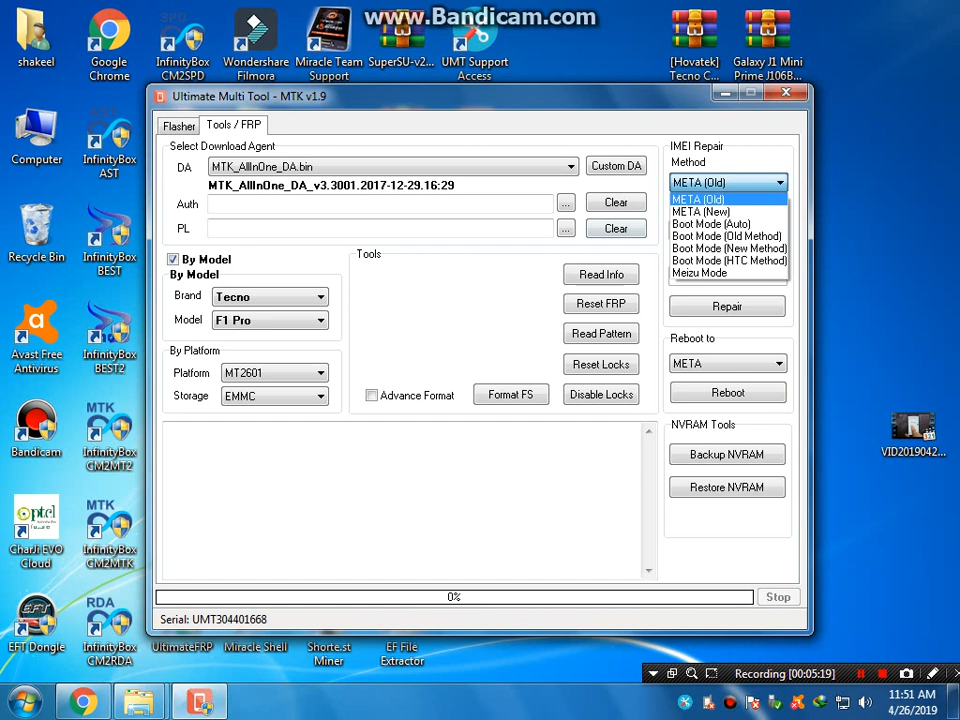 www.Bandicam.com
shakeel
Google
Chrome
InfinityBox
CM2SPD
Wondershare
Filmora
Miracle Team
Support
SuperSU-v2...
UMT Support
Access
[Hovatek]
Tecno C...
Galaxy J1 Mini
Prime J106B...
Computer
InfinityBox
AST
Recycle Bin
InfinityBox
BEST
Avast Free
Antivirus
InfinityBox
BEST2
Bandicam
MTK
InfinityBox
CM2MT2
ptcl
CharJi EVO
Cloud
MTK
InfinityBox
CM2MTK
EFT
EFT Dongle
RDA
InfinityBox
CM2RDA
UltimateFRP
Miracle Shell
Shorte.st
Miner
EF File
Extractor
VID2019042...
Ultimate Multi Tool - MTK v1.9
Flasher
Tools / FRP
Select Download Agent
DA
MTK_AllInOne_DA.bin
Custom DA
MTK_AllInOne_DA_v3.3001.2017-12-29.16:29
Auth
...
Clear
PL
...
Clear
By Model
By Model
Brand
Tecno
Model
F1 Pro
By Platform
Platform
MT2601
Storage
EMMC
Tools
Read Info
Reset FRP
Read Pattern
Reset Locks
Advance Format
Format FS
Disable Locks
IMEI Repair
Method
META (Old)
META (Old)
META (New)
Boot Mode (Auto)
Boot Mode (Old Method)
Boot Mode (New Method)
Boot Mode (HTC Method)
Meizu Mode
Repair
Reboot to
META
Reboot
NVRAM Tools
Backup NVRAM
Restore NVRAM
0%
Stop
Serial: UMT304401668
Recording [00:05:19]
11:51 AM
4/26/2019